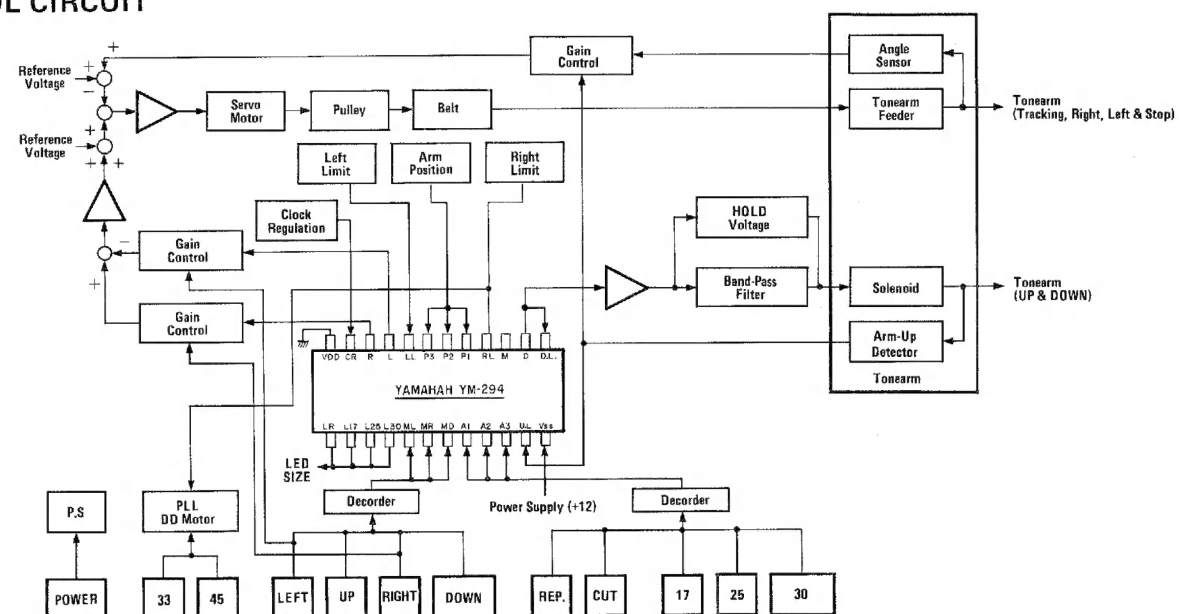 OL CIRCUIT
+
+
Reference
Voltage
−
+
Reference
Voltage
+
+
−
+
Gain
Control
Angle
Sensor
Servo
Motor
Pulley
Belt
Tonearm
Feeder
Tonearm
(Tracking, Right, Left & Stop)
Left
Limit
Arm
Position
Right
Limit
Clock
Regulation
HOLD
Voltage
Gain
Control
Band-Pass
Filter
Solenoid
Tonearm
(UP & DOWN)
Gain
Control
Arm-Up
Detector
Tonearm
VDD CR R L LL P3 P2 P1 RL M D D.L.
YAMAHAH YM-294
LR L17 L25 L30 ML MR MD A1 A2 A3 U.L Vss
LED
SIZE
Decorder
Power Supply (+12)
Decorder
P.S
PLL
DD Motor
POWER
33
45
LEFT
UP
RIGHT
DOWN
REP.
CUT
17
25
30